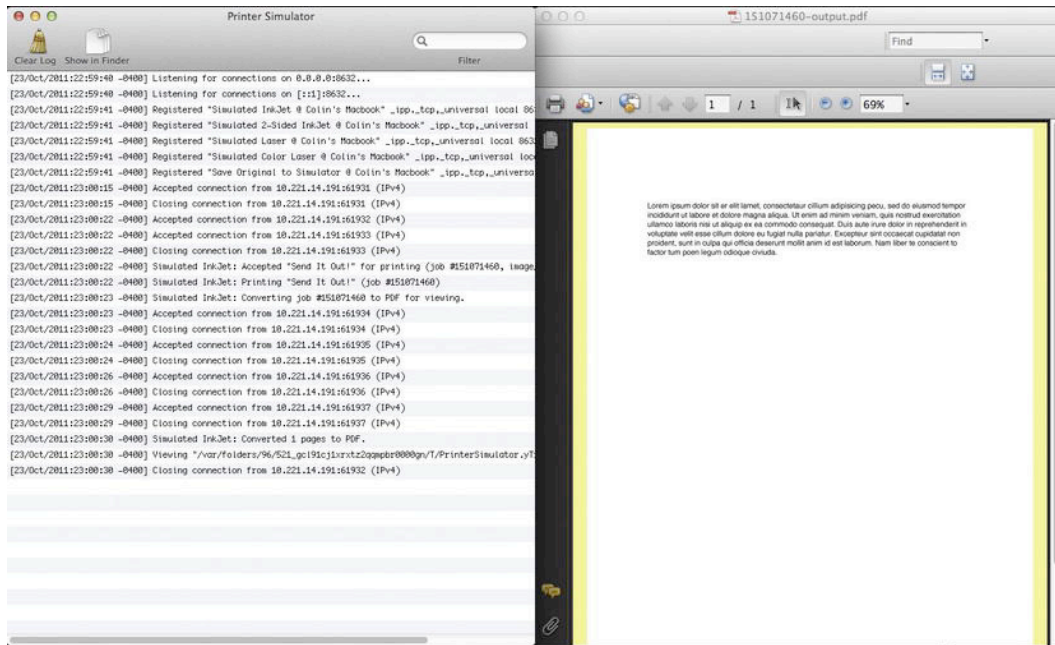 Printer Simulator
Clear Log Show in Finder
Filter
[23/Oct/2011:22:59:40 -0400] Listening for connections on 0.0.0.0:8632...
[23/Oct/2011:22:59:40 -0400] Listening for connections on [::1]:8632...
[23/Oct/2011:22:59:41 -0400] Registered "Simulated InkJet @ Colin's Macbook" _ipp._tcp,_universal local 86
[23/Oct/2011:22:59:41 -0400] Registered "Simulated 2-Sided InkJet @ Colin's Macbook" _ipp._tcp,_universal
[23/Oct/2011:22:59:41 -0400] Registered "Simulated Laser @ Colin's Macbook" _ipp._tcp,_universal local 863
[23/Oct/2011:22:59:41 -0400] Registered "Simulated Color Laser @ Colin's Macbook" _ipp._tcp,_universal loc
[23/Oct/2011:22:59:41 -0400] Registered "Save Original to Simulator @ Colin's Macbook" _ipp._tcp,_universa
[23/Oct/2011:23:00:15 -0400] Accepted connection from 10.221.14.191:61931 (IPv4)
[23/Oct/2011:23:00:15 -0400] Closing connection from 10.221.14.191:61931 (IPv4)
[23/Oct/2011:23:00:22 -0400] Accepted connection from 10.221.14.191:61932 (IPv4)
[23/Oct/2011:23:00:22 -0400] Accepted connection from 10.221.14.191:61933 (IPv4)
[23/Oct/2011:23:00:22 -0400] Closing connection from 10.221.14.191:61933 (IPv4)
[23/Oct/2011:23:00:22 -0400] Simulated InkJet: Accepted "Send It Out!" for printing (job #151071460, image,
[23/Oct/2011:23:00:22 -0400] Simulated InkJet: Printing "Send It Out!" (job #151071460)
[23/Oct/2011:23:00:23 -0400] Simulated InkJet: Converting job #151071460 to PDF for viewing.
[23/Oct/2011:23:00:23 -0400] Accepted connection from 10.221.14.191:61934 (IPv4)
[23/Oct/2011:23:00:23 -0400] Closing connection from 10.221.14.191:61934 (IPv4)
[23/Oct/2011:23:00:24 -0400] Accepted connection from 10.221.14.191:61935 (IPv4)
[23/Oct/2011:23:00:24 -0400] Closing connection from 10.221.14.191:61935 (IPv4)
[23/Oct/2011:23:00:26 -0400] Accepted connection from 10.221.14.191:61936 (IPv4)
[23/Oct/2011:23:00:26 -0400] Closing connection from 10.221.14.191:61936 (IPv4)
[23/Oct/2011:23:00:29 -0400] Accepted connection from 10.221.14.191:61937 (IPv4)
[23/Oct/2011:23:00:29 -0400] Closing connection from 10.221.14.191:61937 (IPv4)
[23/Oct/2011:23:00:30 -0400] Simulated InkJet: Converted 1 pages to PDF.
[23/Oct/2011:23:00:30 -0400] Viewing
[23/Oct/2011:23:00:30 -0400] Closing connection from 10.221.14.191:61932 (IPv4)
151071460-output.pdf
Find
1 / 1 69%
Lorem ipsum dolor sit er elit lamet, consectetaur cillium adipisicing pecu, sed do eiusmod tempor
incididunt ut labore et dolore magna aliqua. Ut enim ad minim veniam, quis nostrud exercitation
ullamco laboris nisi ut aliquip ex ea commodo consequat. Duis aute irure dolor in reprehenderit in
voluptate velit esse cillum dolore eu fugiat nulla pariatur. Excepteur sint occaecat cupidatat non
proident, sunt in culpa qui officia deserunt mollit anim id est laborum. Nam liber te conscient to
factor tum poen legum odioque civiuda.